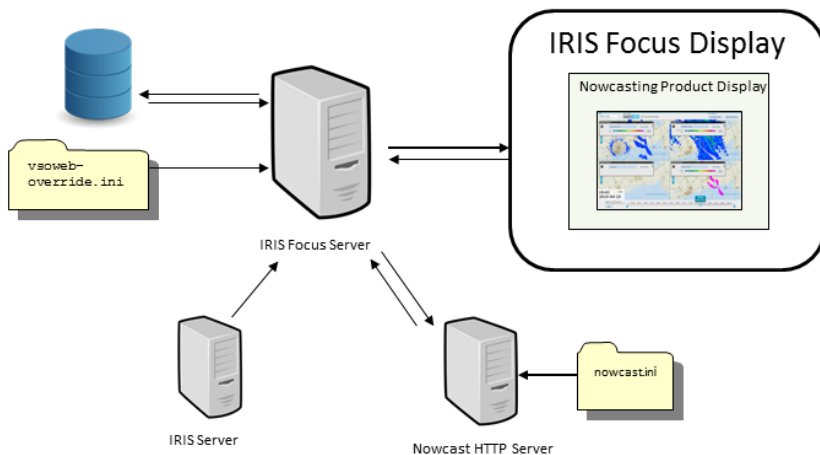 IRIS Focus Display
Nowcasting Product Display
vsoweb-
override.ini
IRIS Focus Server
nowcast.ini
IRIS Server
Nowcast HTTP Server